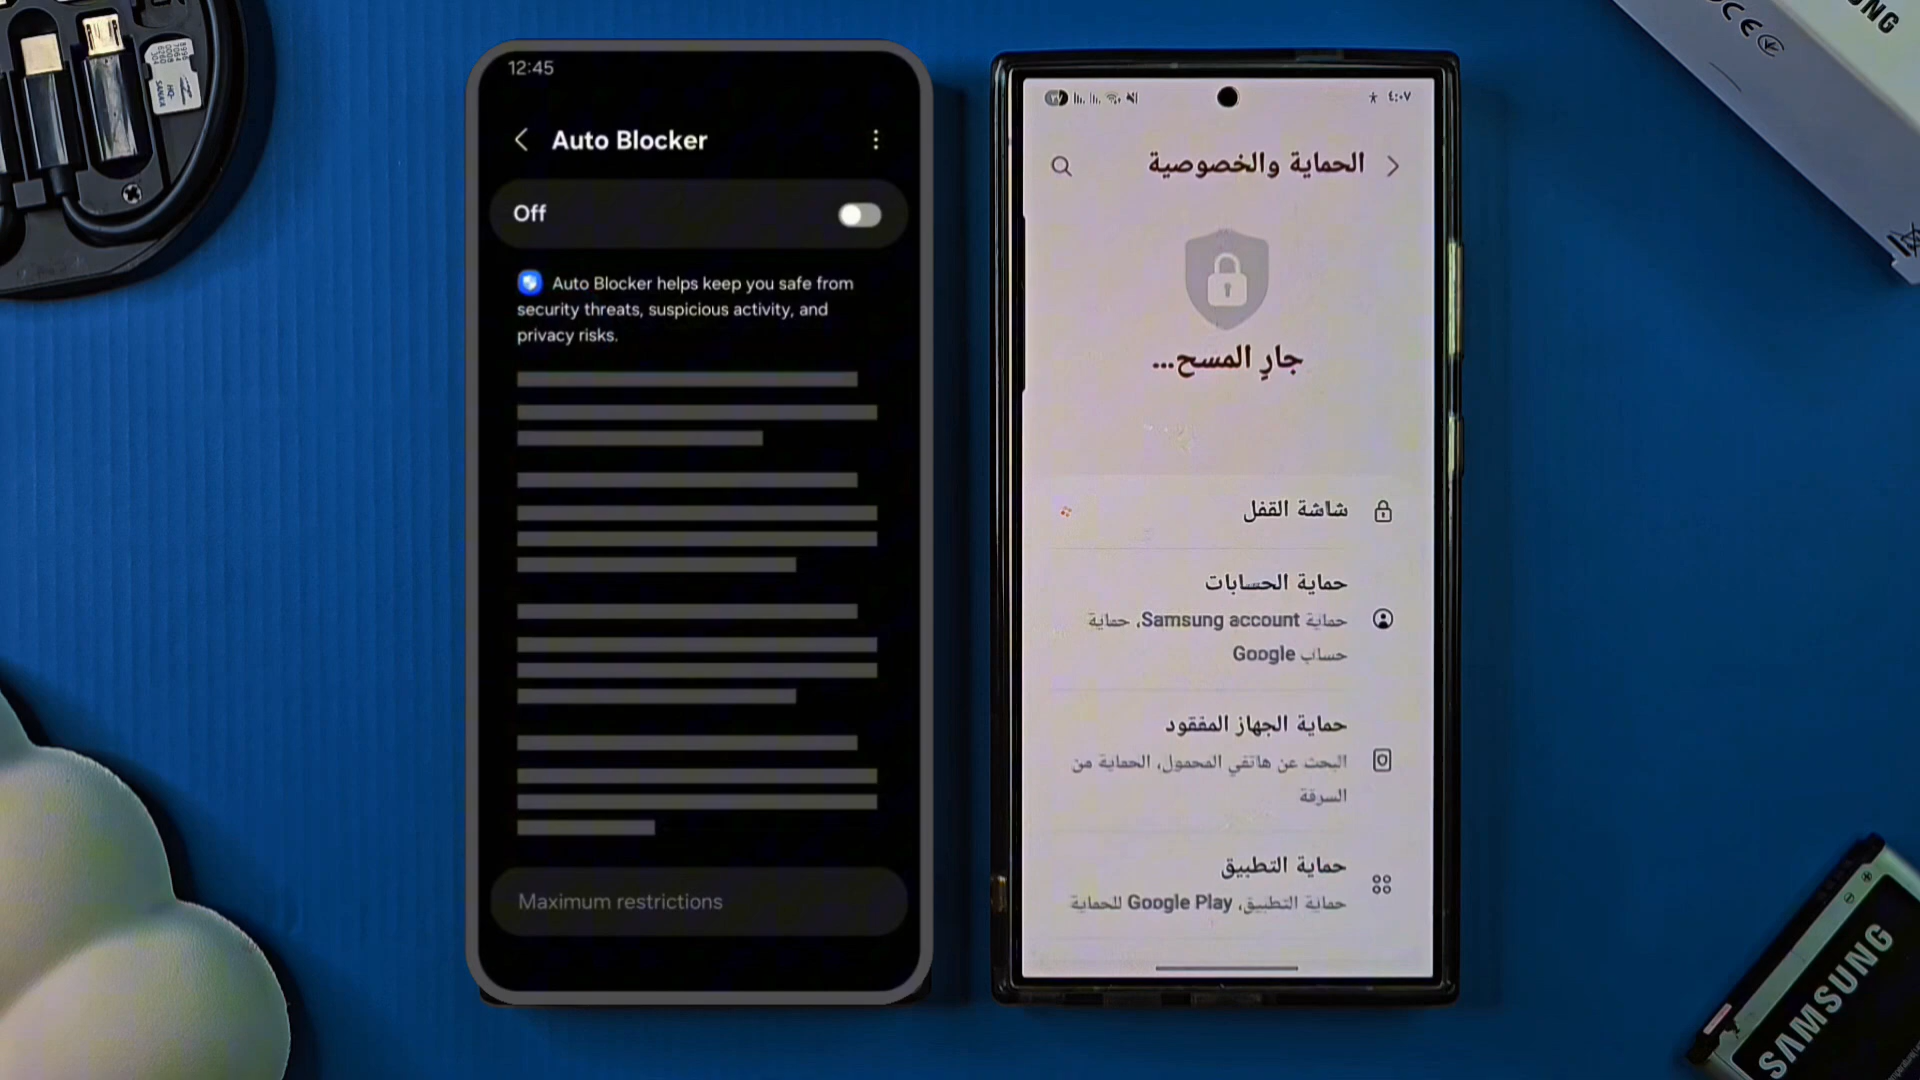 12:45
Auto Blocker
Off
Auto Blocker helps keep you safe from
security threats, suspicious activity, and
privacy risks.
Maximum restrictions
٤:٠٧
الحماية والخصوصية
جارٍ المسح...
شاشة القفل
حماية الحسابات
حماية Samsung account، حماية
حساب Google
حماية الجهاز المفقود
البحث عن هاتفي المحمول، الحماية من
السرقة
حماية التطبيق
حماية التطبيق، Google Play للحماية
SAMSUNG